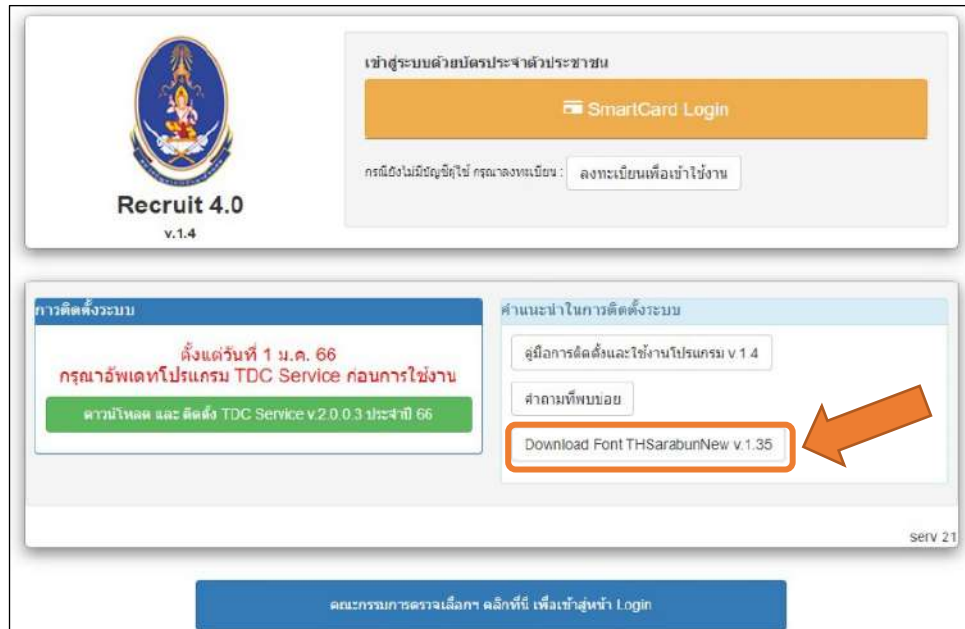 เข้าสู่ระบบด้วยบัตรประจำตัวประชาชน
SmartCard Login
กรณียังไม่มีบัญชีผู้ใช้ กรุณาลงทะเบียน :
ลงทะเบียนเพื่อเข้าใช้งาน
Recruit 4.0
v.1.4
การติดตั้งระบบ
ตั้งแต่วันที่ 1 ม.ค. 66
กรุณาอัพเดทโปรแกรม TDC Service ก่อนการใช้งาน
ดาวน์โหลด และ ติดตั้ง TDC Service v.2.0.0.3 ประจำปี 66
คำแนะนำในการติดตั้งระบบ
คู่มือการติดตั้งและใช้งานโปรแกรม v.1.4
คำถามที่พบบ่อย
Download Font THSarabunNew v.1.35
serv 21
คณะกรรมการตรวจเลือกฯ คลิกที่นี่ เพื่อเข้าสู่หน้า Login